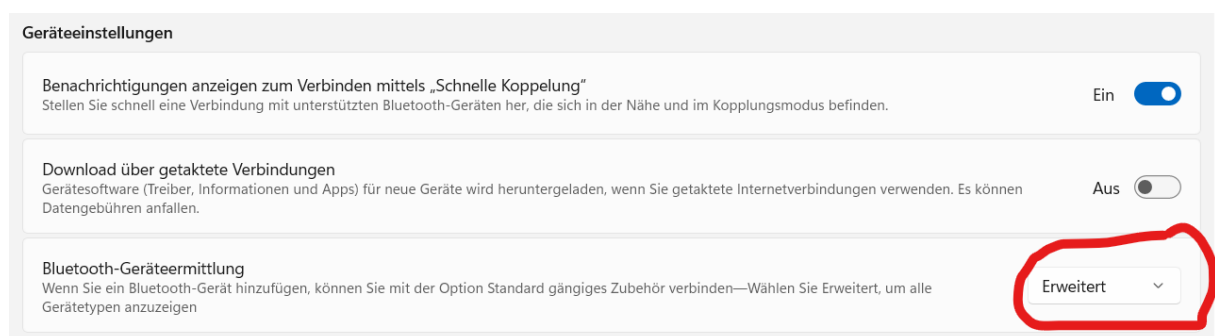 Geräteeinstellungen
Benachrichtigungen anzeigen zum Verbinden mittels „Schnelle Koppelung“
Stellen Sie schnell eine Verbindung mit unterstützten Bluetooth-Geräten her, die sich in der Nähe und im Kopplungsmodus befinden.
Ein
Download über getaktete Verbindungen
Gerätesoftware (Treiber, Informationen und Apps) für neue Geräte wird heruntergeladen, wenn Sie getaktete Internetverbindungen verwenden. Es können
Datengebühren anfallen.
Aus
Bluetooth-Geräteermittlung
Wenn Sie ein Bluetooth-Gerät hinzufügen, können Sie mit der Option Standard gängiges Zubehör verbinden—Wählen Sie Erweitert, um alle
Gerätetypen anzuzeigen
Erweitert